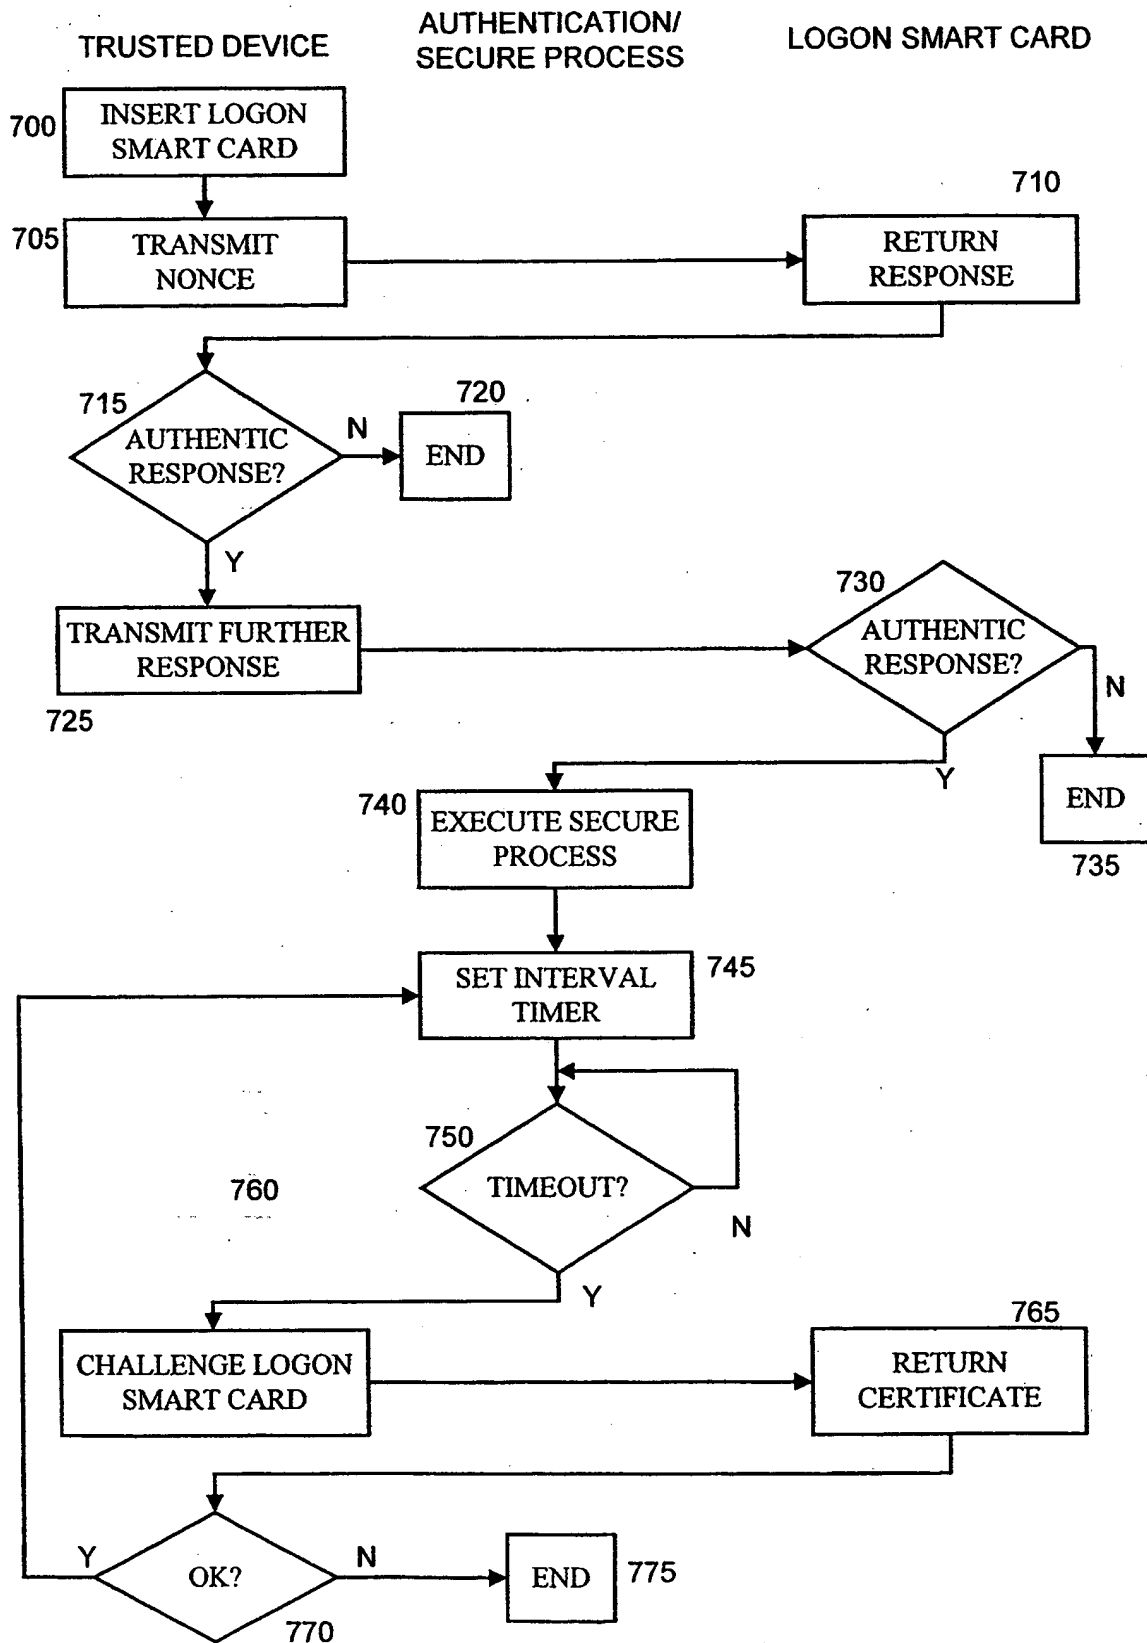 TRUSTED DEVICE
AUTHENTICATION/
SECURE PROCESS
LOGON SMART CARD
700
INSERT LOGON
SMART CARD
705
TRANSMIT
NONCE
710
RETURN
RESPONSE
715
AUTHENTIC
RESPONSE?
N
720
END
Y
TRANSMIT FURTHER
RESPONSE
725
730
AUTHENTIC
RESPONSE?
N
Y
END
735
740
EXECUTE SECURE
PROCESS
SET INTERVAL
TIMER
745
750
TIMEOUT?
N
Y
760
CHALLENGE LOGON
SMART CARD
765
RETURN
CERTIFICATE
Y
OK?
N
770
END
775